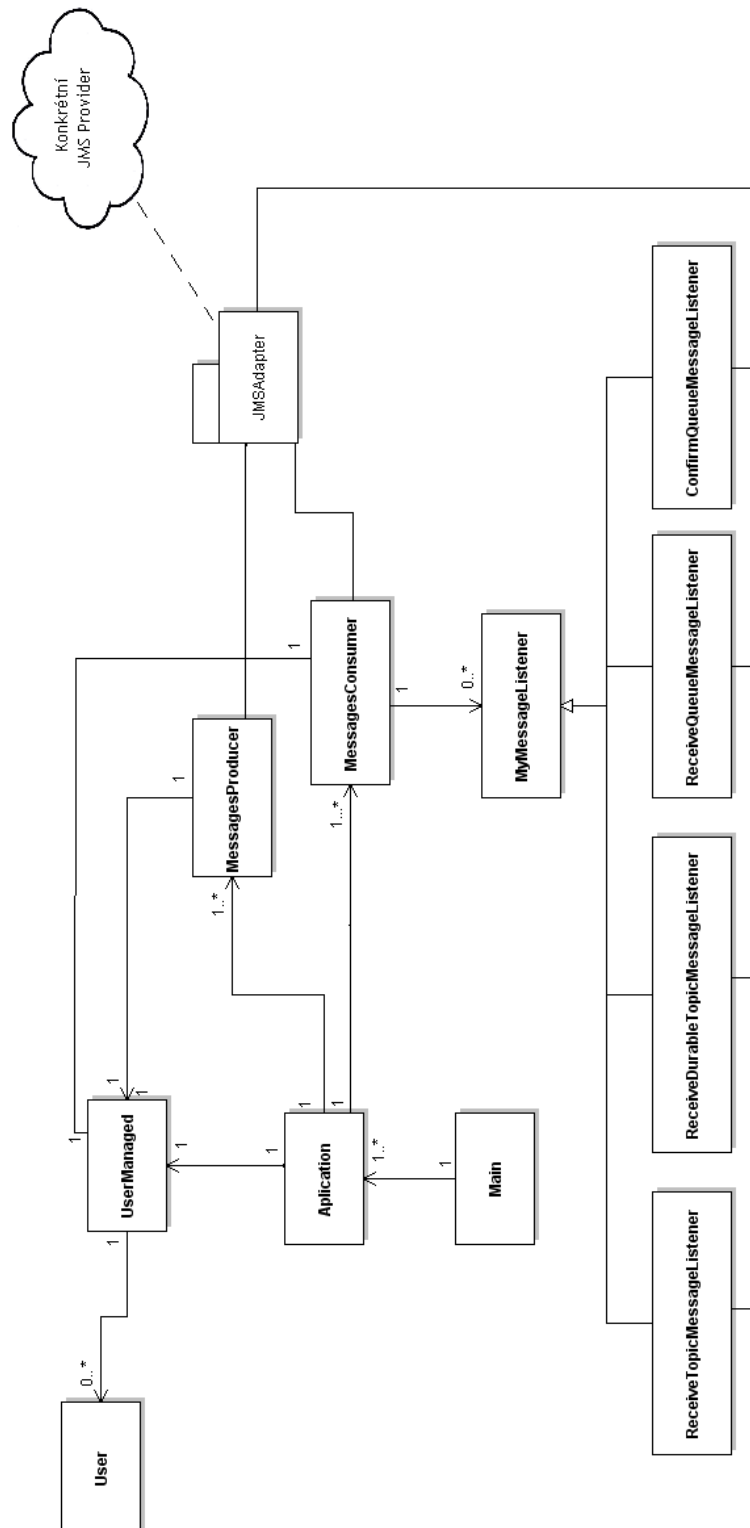 Konkrétní
JMS Provider
1
0..*
User
1
1
UserManaged
1
1
1
1..*
MessagesProducer
JMSAdapter
1
1
1
Aplication
1
1...*
MessagesConsumer
1..*
1
1
0..*
Main
MyMessageListener
ReceiveTopicMessageListener
ReceiveDurableTopicMessageListener
ReceiveQueueMessageListener
ConfirmQueueMessageListener